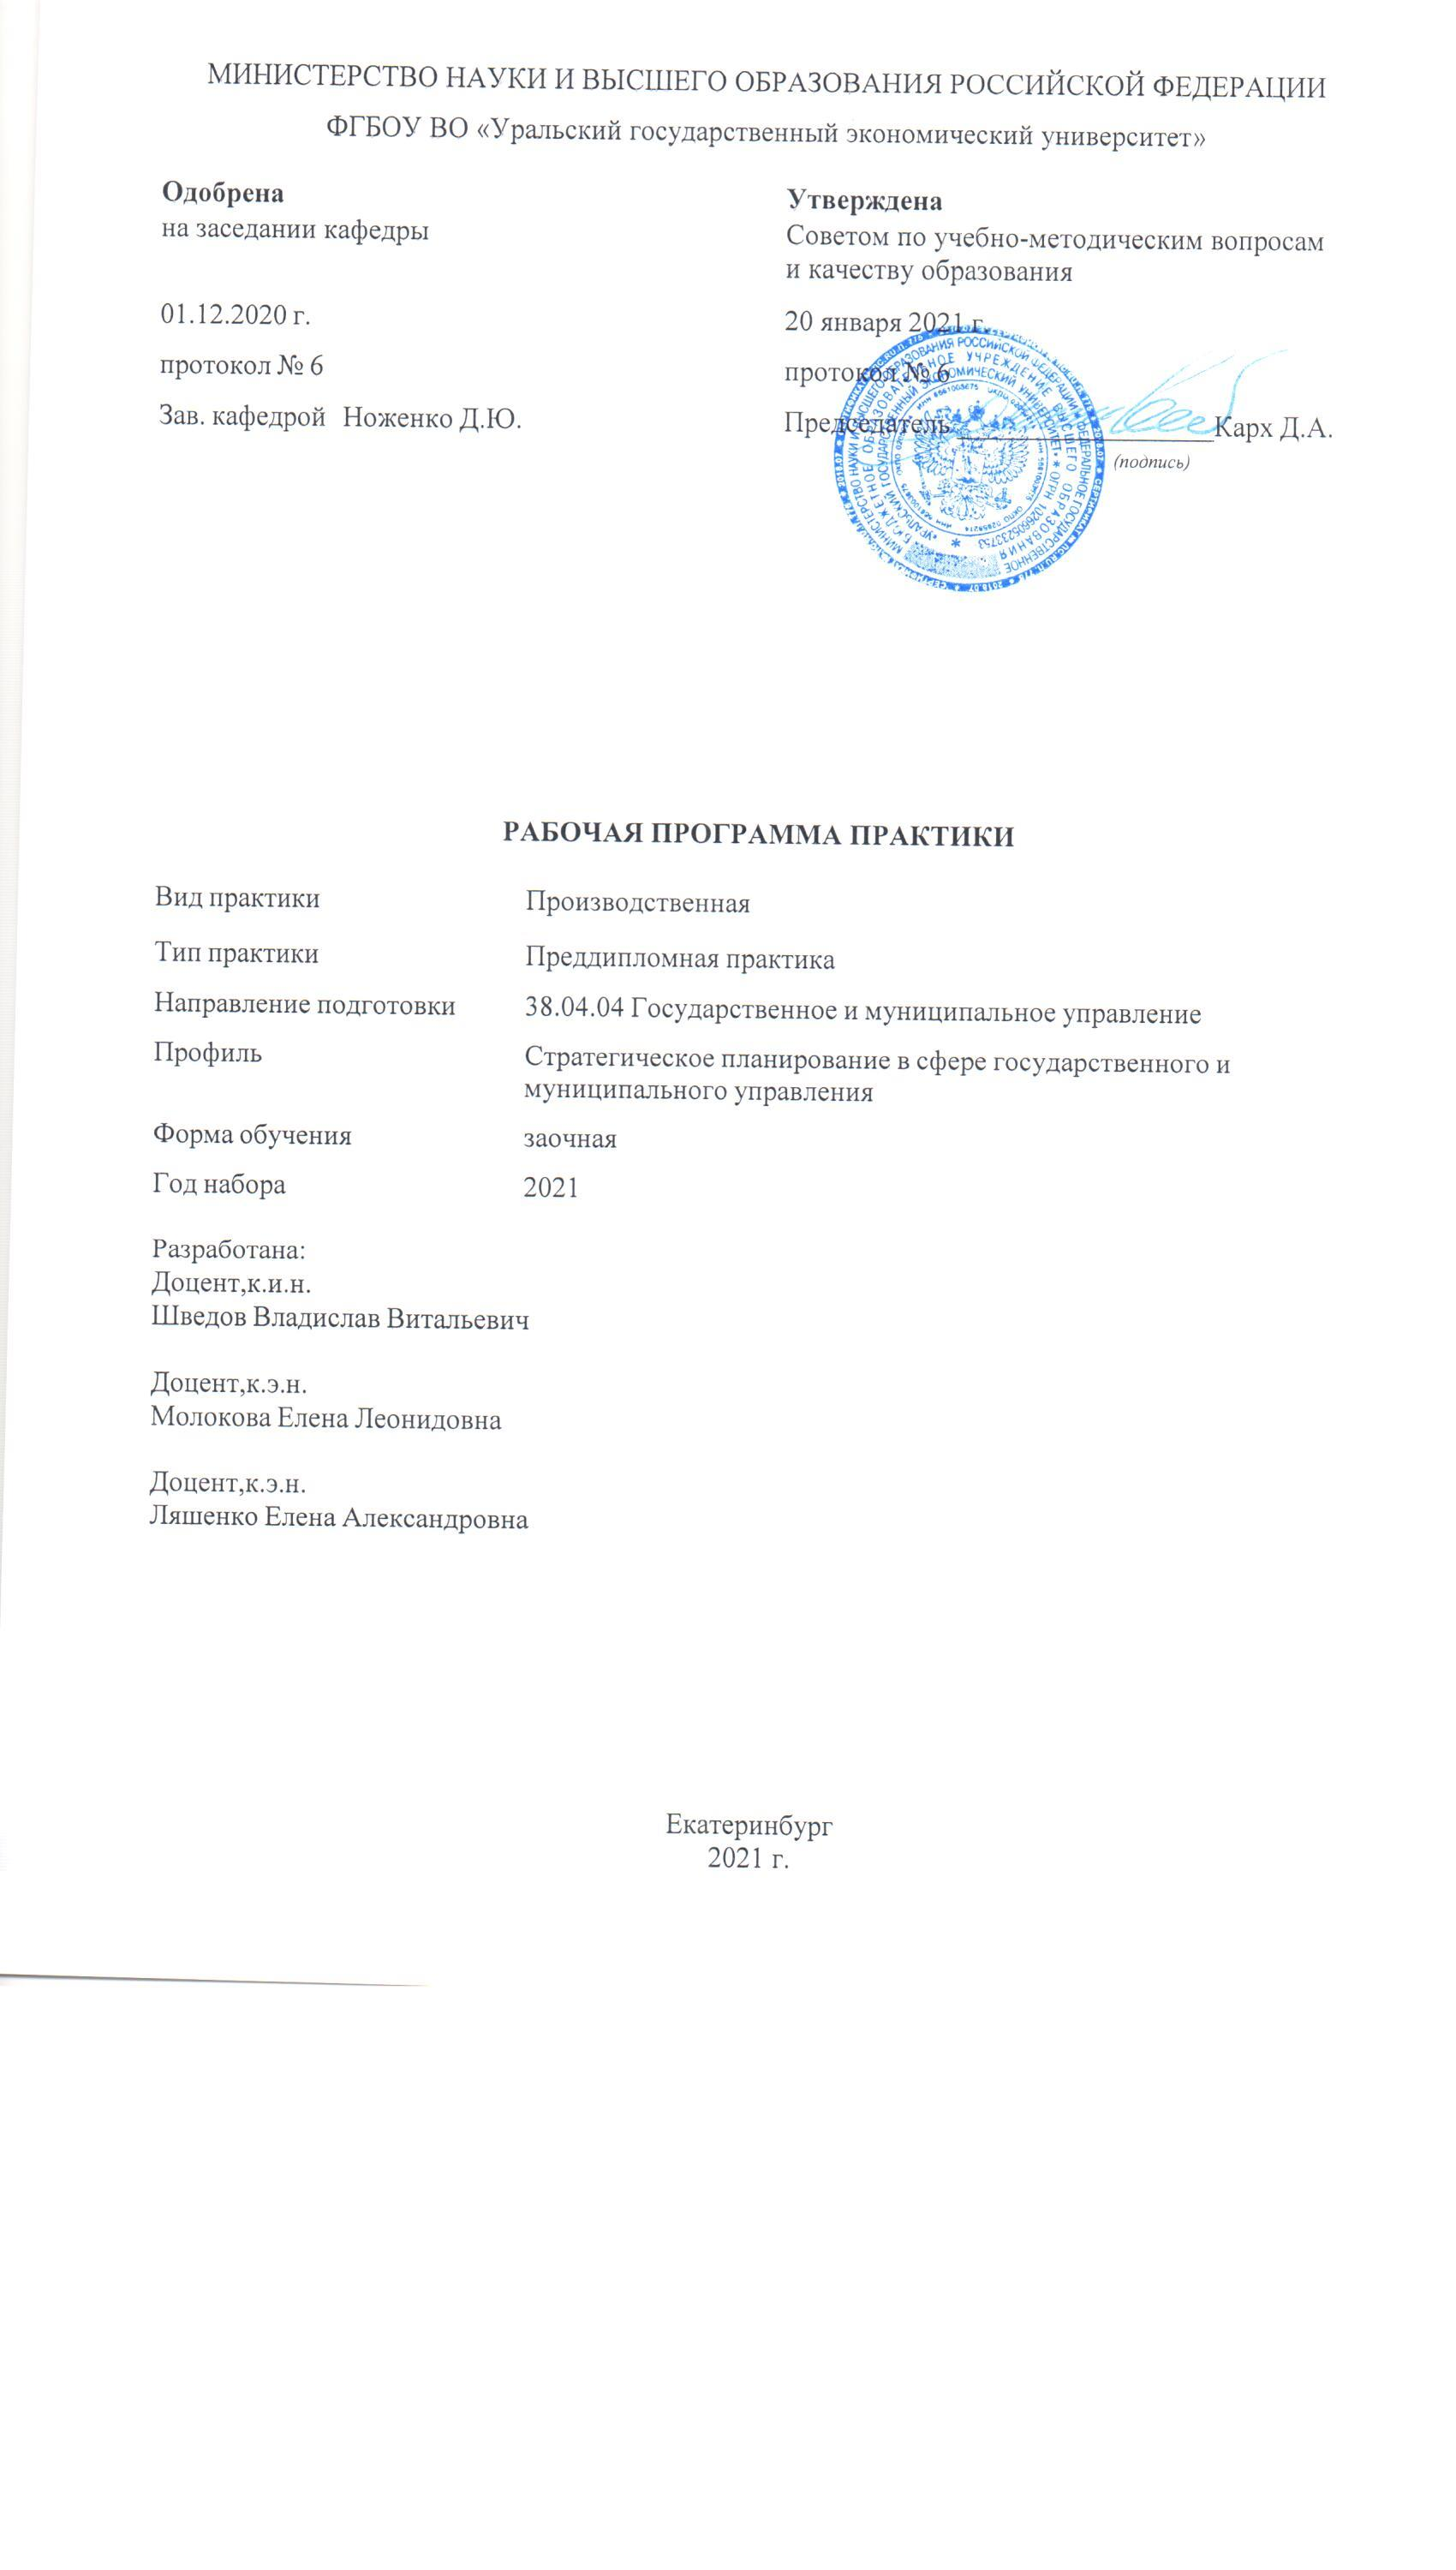 МИНИСТЕРСТВО НАУКИ И ВЫСШЕГО ОБРАЗОВАНИЯ РОССИЙСКОЙ ФЕДЕРАЦИИ
ФГБОУ ВО «Уральский государственный экономический университет»
Одобрена
на заседании кафедры
01.12.2020 г.
протокол № 6
Зав. кафедрой Ноженко Д.Ю.
Утверждена
Советом по учебно-методическим вопросам
и качеству образования
20 января 2021 г.
протокол № 6
Председатель Карх Д.А.
(подпись)
РАБОЧАЯ ПРОГРАММА ПРАКТИКИ
Вид практики Производственная
Тип практики Преддипломная практика
Направление подготовки 38.04.04 Государственное и муниципальное управление
Профиль Стратегическое планирование в сфере государственного и
муниципального управления
Форма обучения заочная
Год набора 2021
Разработана:
Доцент,к.и.н.
Шведов Владислав Витальевич
Доцент,к.э.н.
Молокова Елена Леонидовна
Доцент,к.э.н.
Ляшенко Елена Александровна
Екатеринбург
2021 г.